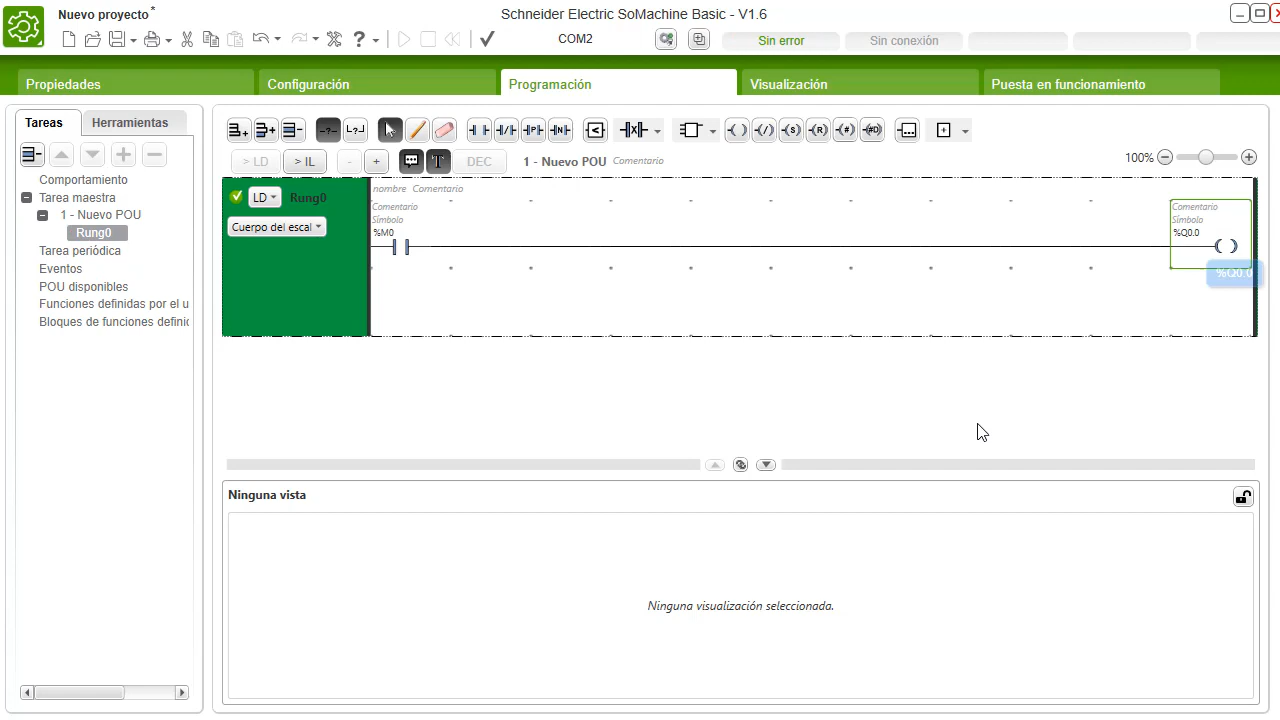 Nuevo proyecto *
Schneider Electric SoMachine Basic - V1.6
COM2
Sin error
Sin conexión
Propiedades
Configuración
Programación
Visualización
Puesta en funcionamiento
Tareas
Herramientas
Comportamiento
Tarea maestra
1 - Nuevo POU
Rung0
Tarea periódica
Eventos
POU disponibles
Funciones definidas por el u
Bloques de funciones definic
> LD
> IL
-
+
T
DEC
1 - Nuevo POU
Comentario
100%
LD
Rung0
Cuerpo del escal
nombre Comentario
Comentario
Símbolo
%M0
Comentario
Símbolo
%Q0.0
%Q0.0
Ninguna vista
Ninguna visualización seleccionada.